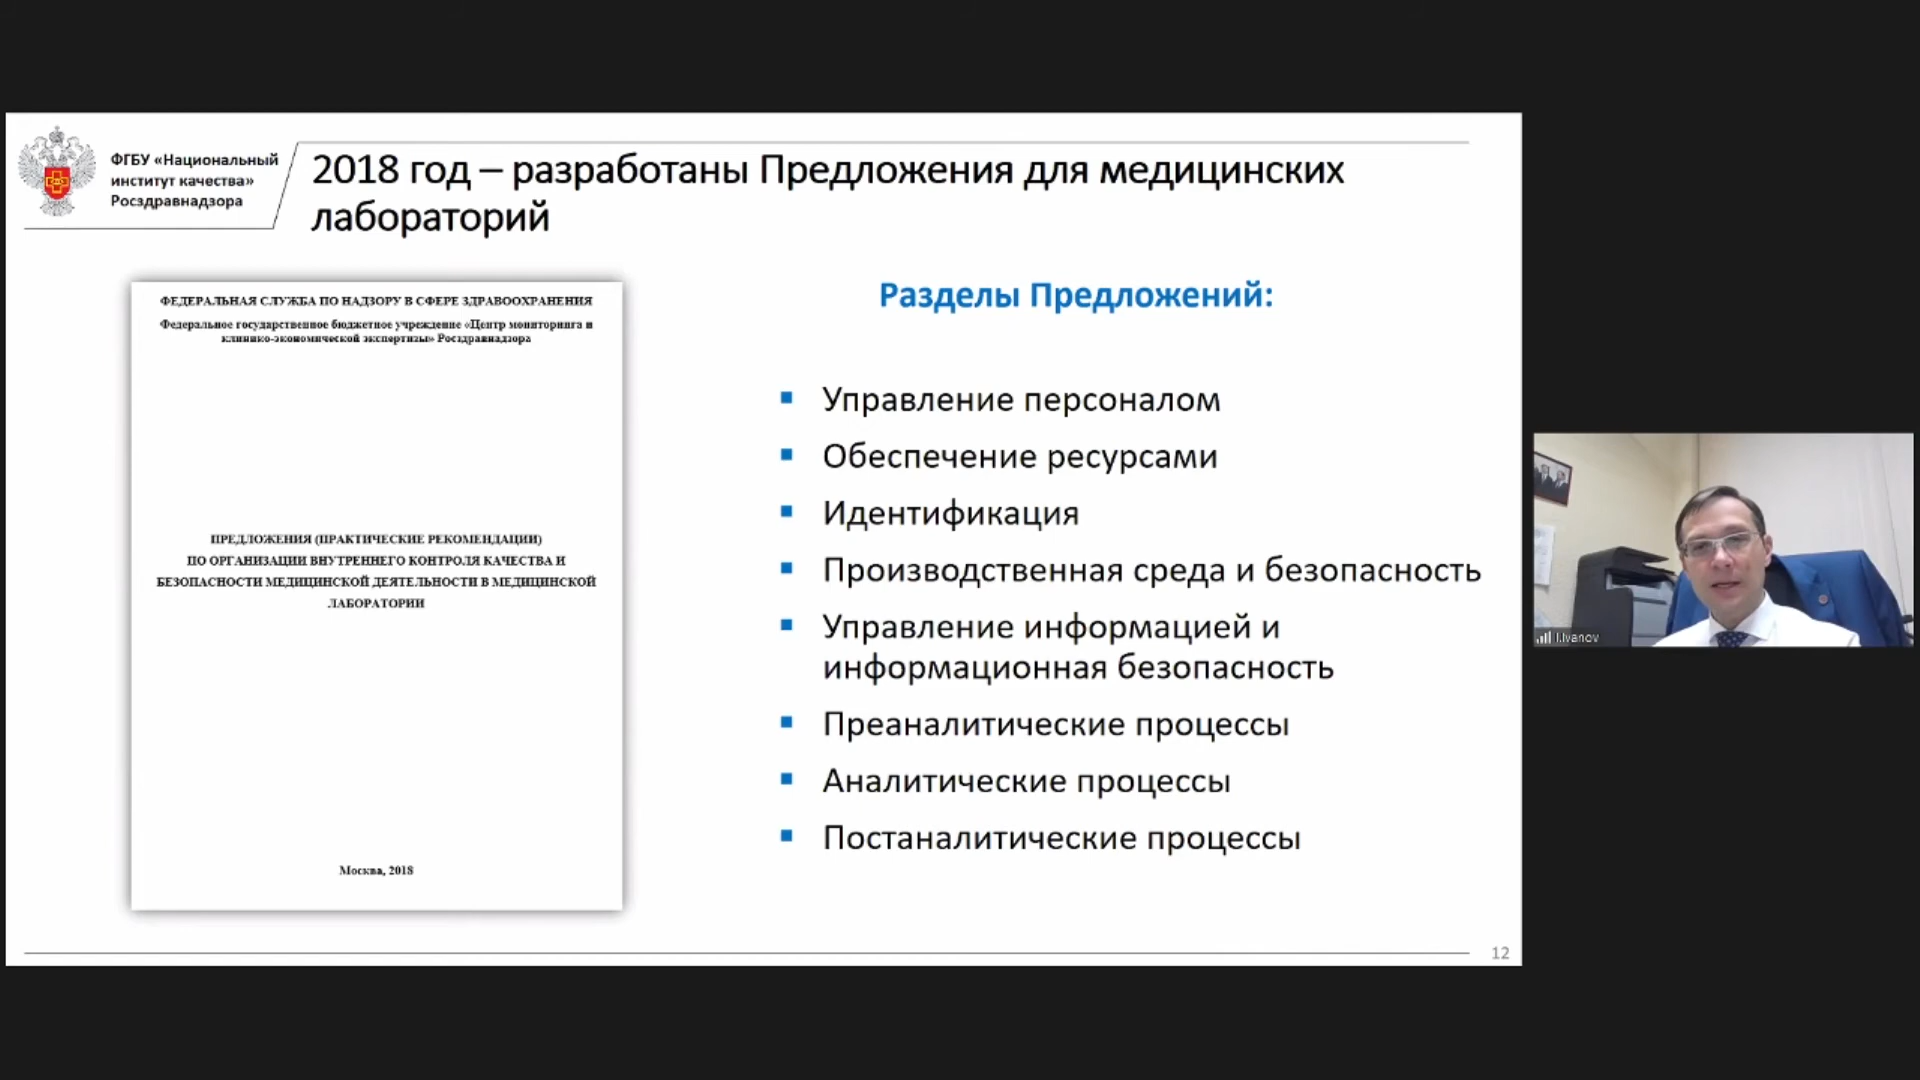 ФГБУ «Национальный
институт качества»
Росздравнадзора
2018 год – разработаны Предложения для медицинских
лабораторий
ФЕДЕРАЛЬНАЯ СЛУЖБА ПО НАДЗОРУ В СФЕРЕ ЗДРАВООХРАНЕНИЯ
Федеральное государственное бюджетное учреждение «Центр мониторинга и
клинико-экономической экспертизы» Росздравнадзора
ПРЕДЛОЖЕНИЯ (ПРАКТИЧЕСКИЕ РЕКОМЕНДАЦИИ)
ПО ОРГАНИЗАЦИИ ВНУТРЕННЕГО КОНТРОЛЯ КАЧЕСТВА И
БЕЗОПАСНОСТИ МЕДИЦИНСКОЙ ДЕЯТЕЛЬНОСТИ В МЕДИЦИНСКОЙ
ЛАБОРАТОРИИ
Москва, 2018
Разделы Предложений:
Управление персоналом
Обеспечение ресурсами
Идентификация
Производственная среда и безопасность
Управление информацией и
информационная безопасность
Преаналитические процессы
Аналитические процессы
Постаналитические процессы
12
I.Ivanov